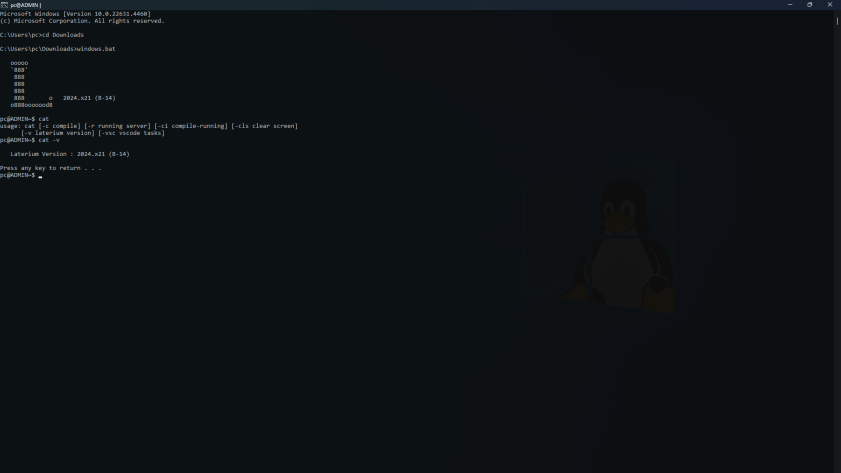 pc@ADMIN |
Microsoft Windows [Version 10.0.22631.4460]
(c) Microsoft Corporation. All rights reserved.
C:\Users\pc>cd Downloads
C:\Users\pc\Downloads>windows.bat
ooooo
`888'
888
888
888
888 o 2024.x21 (B-14)
o888ooooood8
pc@ADMIN~$ cat
usage: cat [-c compile] [-r running server] [-ci compile-running] [-cls clear screen]
[-v laterium version] [-vsc vscode tasks]
pc@ADMIN~$ cat -v
Laterium Version : 2024.x21 (B-14)
Press any key to return . . .
pc@ADMIN~$ _